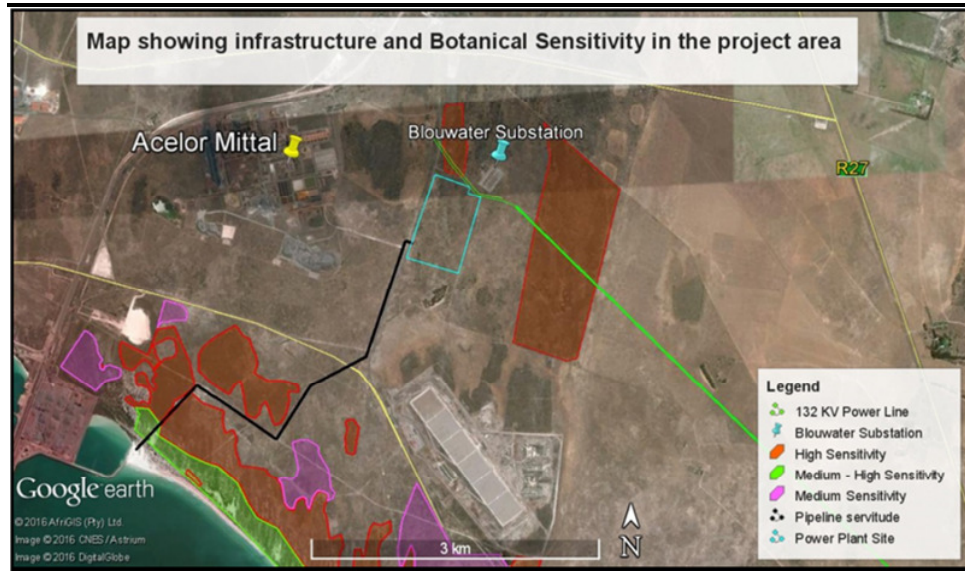 Map showing infrastructure and Botanical Sensitivity in the project area
Acelor Mittal
Blouwater Substation
R27
Legend
132 KV Power Line
Blouwater Substation
High Sensitivity
Medium - High Sensitivity
Medium Sensitivity
Pipeline servitude
Power Plant Site
Google earth
© 2016 AfriGIS (Pty) Ltd.
Image © 2016 CNES / Astrium
Image © 2016 DigitalGlobe
3 km
N